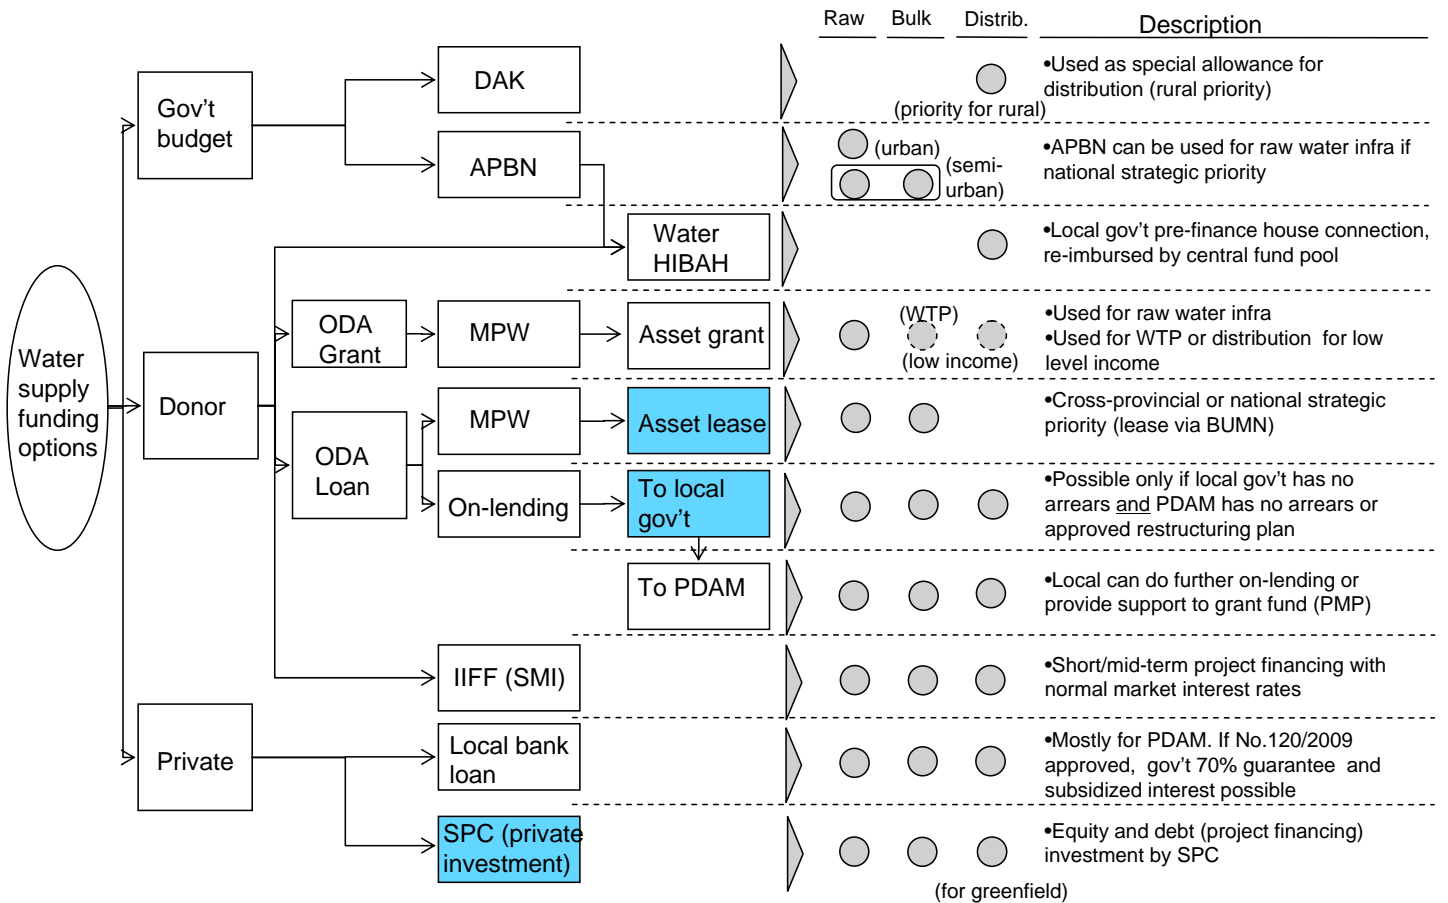 Raw
Bulk
Distrib.
Description
Water
supply
funding
options
Gov't
budget
DAK
(priority for rural)
•Used as special allowance for
distribution (rural priority)
APBN
(urban)
(semi-
urban)
•APBN can be used for raw water infra if
national strategic priority
Water
HIBAH
•Local gov't pre-finance house connection,
re-imbursed by central fund pool
Donor
ODA
Grant
MPW
Asset grant
(WTP)
(low income)
•Used for raw water infra
•Used for WTP or distribution for low
level income
ODA
Loan
MPW
Asset lease
•Cross-provincial or national strategic
priority (lease via BUMN)
On-lending
To local
gov't
•Possible only if local gov't has no
arrears and PDAM has no arrears or
approved restructuring plan
To PDAM
•Local can do further on-lending or
provide support to grant fund (PMP)
IIFF (SMI)
•Short/mid-term project financing with
normal market interest rates
Private
Local bank
loan
•Mostly for PDAM. If No.120/2009
approved, gov't 70% guarantee and
subsidized interest possible
SPC (private
investment)
•Equity and debt (project financing)
investment by SPC
(for greenfield)